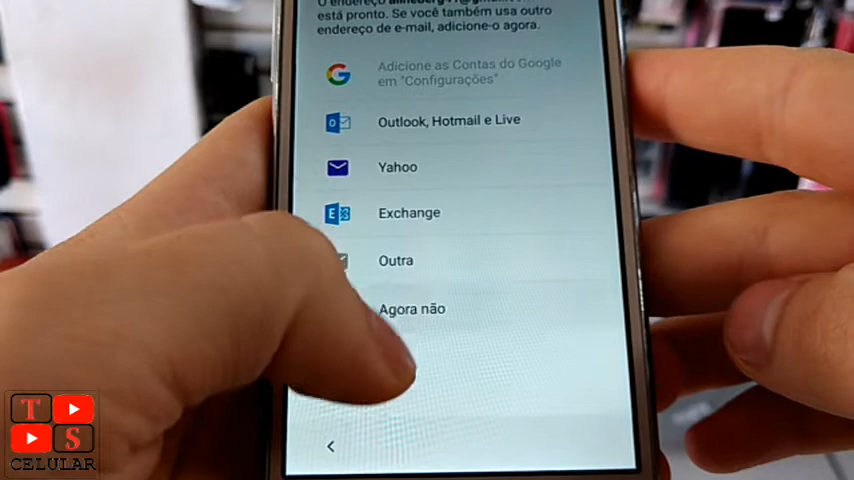 está pronto. Se você também usa outro
endereço de e-mail, adicione-o agora.
Adicione as Contas do Google
em "Configurações"
Outlook, Hotmail e Live
Yahoo
Exchange
Outra
Agora não
T
S
CELULAR